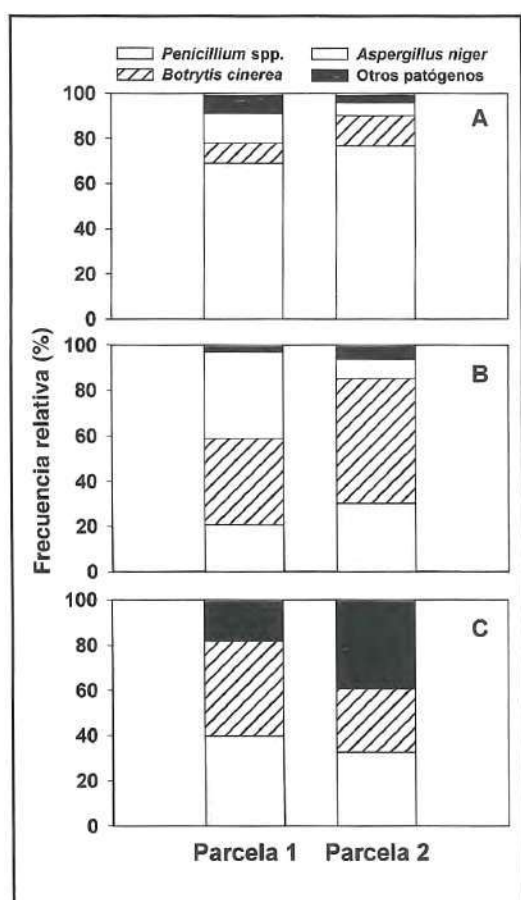 Penicillium spp. Aspergillus niger
Botrytis cinerea Otros patógenos
100
80
60
40
20
0
A
100
80
60
40
20
0
B
100
80
60
40
20
0
C
Frecuencia relativa (%)
Parcela 1 Parcela 2